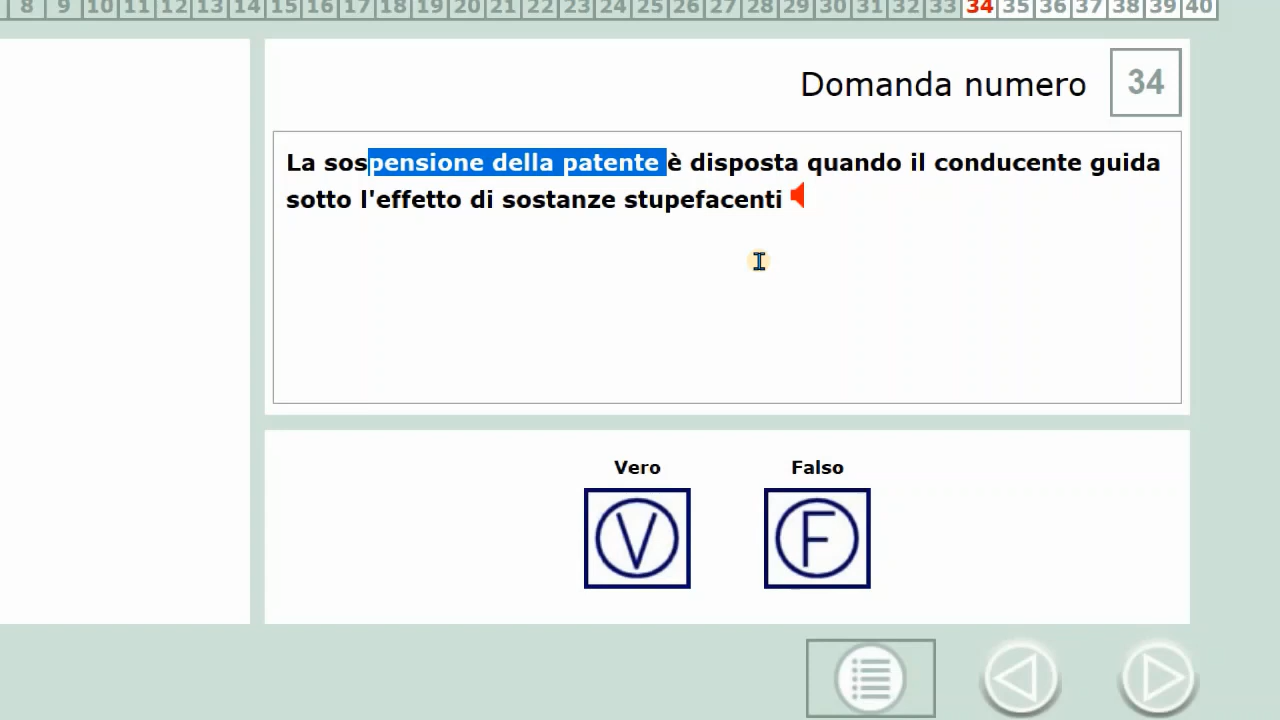 8 9 10 11 12 13 14 15 16 17 18 19 20 21 22 23 24 25 26 27 28 29 30 31 32 33 34 35 36 37 38 39 40
Domanda numero 34
La sospensione della patente è disposta quando il conducente guida
sotto l'effetto di sostanze stupefacenti
Vero Falso
V F